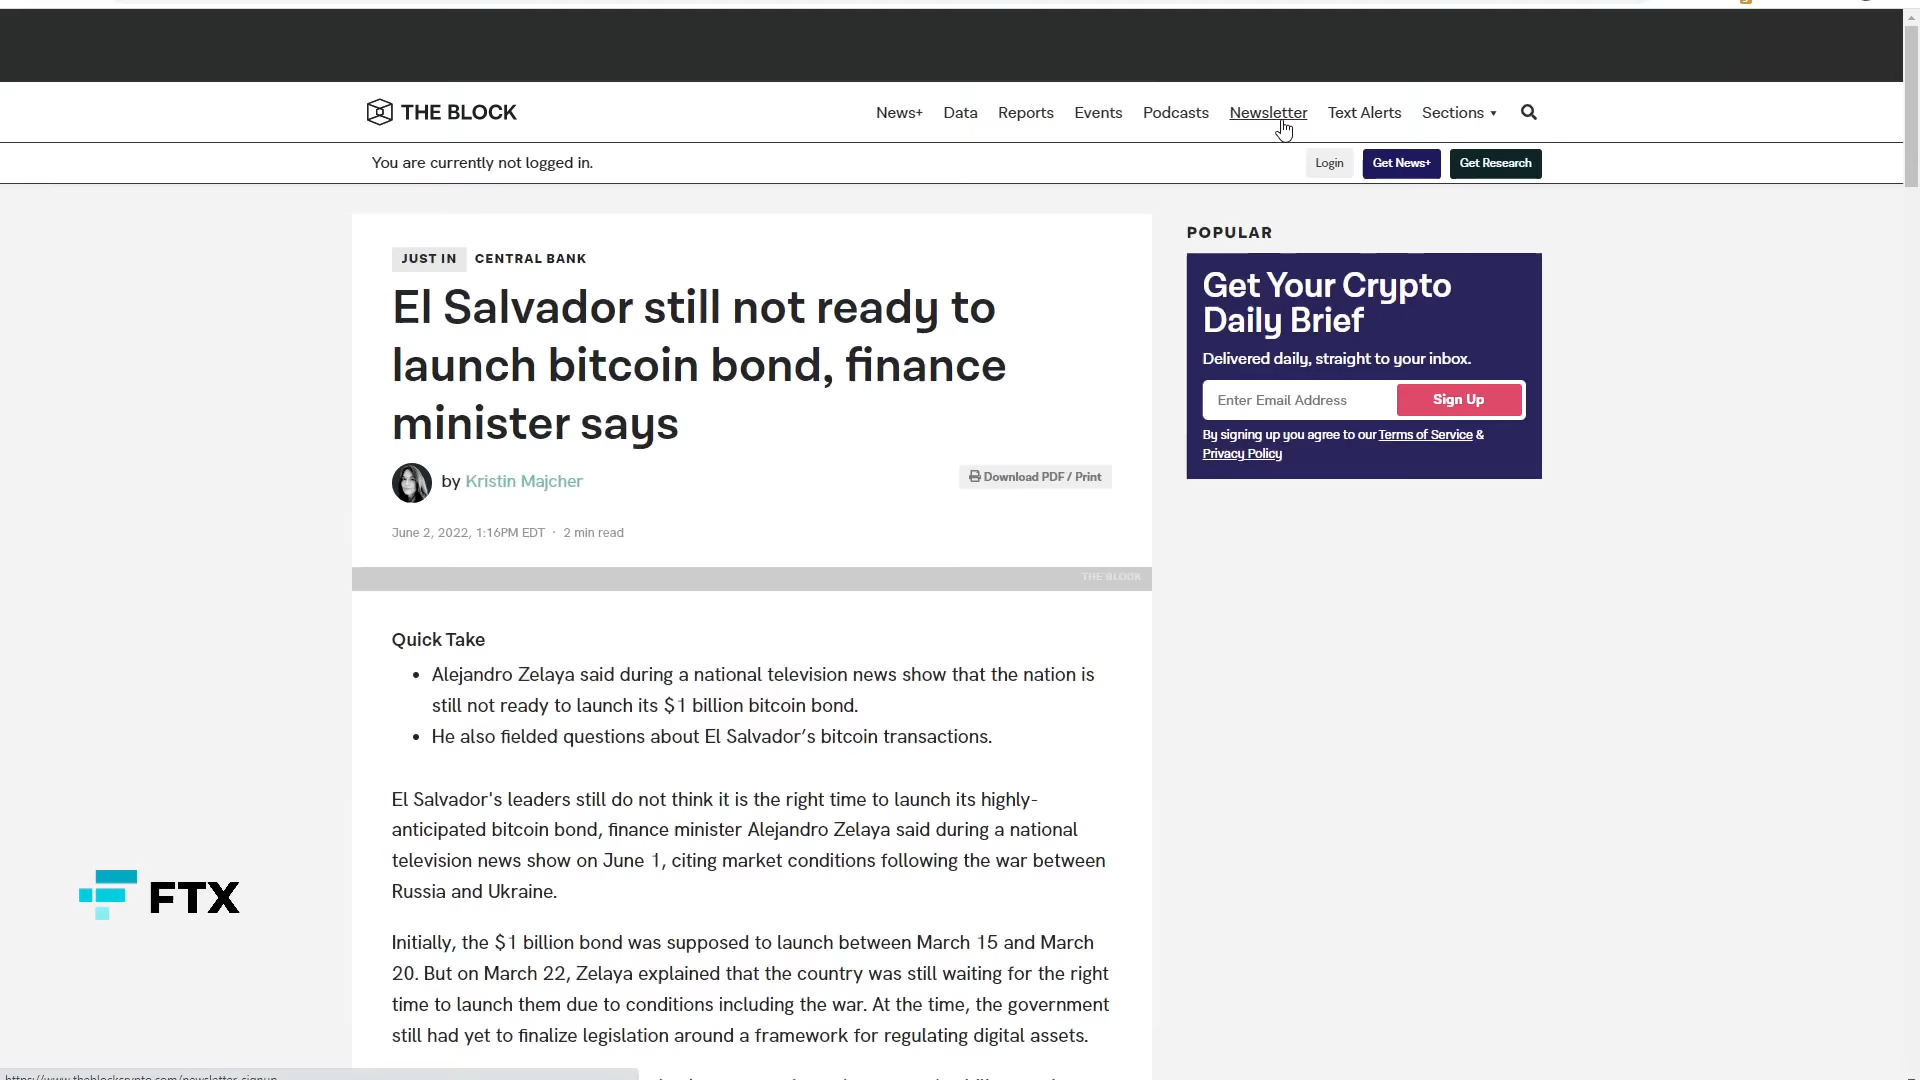 THE BLOCK
News+ Data Reports Events Podcasts Newsletter Text Alerts Sections
You are currently not logged in.
Login Get News+ Get Research
JUST IN CENTRAL BANK
El Salvador still not ready to
launch bitcoin bond, finance
minister says
by Kristin Majcher
Download PDF / Print
June 2, 2022, 1:16PM EDT · 2 min read
THE BLOCK
POPULAR
Get Your Crypto
Daily Brief
Delivered daily, straight to your inbox.
Enter Email Address Sign Up
By signing up you agree to our Terms of Service &
Privacy Policy
Quick Take
• Alejandro Zelaya said during a national television news show that the nation is
still not ready to launch its $1 billion bitcoin bond.
• He also fielded questions about El Salvador’s bitcoin transactions.
El Salvador's leaders still do not think it is the right time to launch its highly-
anticipated bitcoin bond, finance minister Alejandro Zelaya said during a national
television news show on June 1, citing market conditions following the war between
Russia and Ukraine.
Initially, the $1 billion bond was supposed to launch between March 15 and March
20. But on March 22, Zelaya explained that the country was still waiting for the right
time to launch them due to conditions including the war. At the time, the government
still had yet to finalize legislation around a framework for regulating digital assets.
FTX
https://www.theblockcrypto.com/newsletter-signup